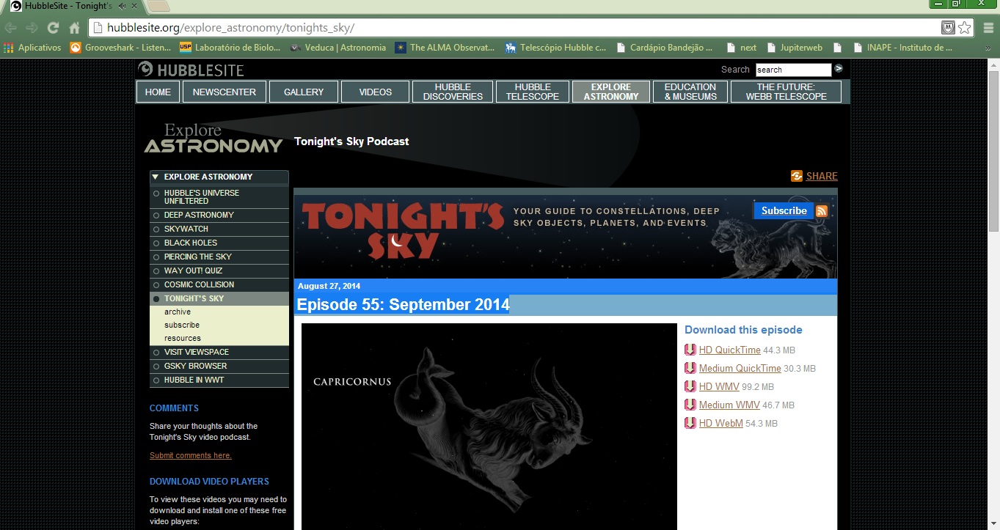 HubbleSite - Tonight's
hubblesite.org/explore_astronomy/tonights_sky/
Aplicativos
Grooveshark - Listen...
USP
Laboratório de Biolo...
Veduca | Astronomia
The ALMA Observat...
Telescópio Hubble c...
Cardápio Bandejão ...
next
Jupiterweb
INAPE - Instituto de ...
»
HUBBLESITE
Search
search
HOME
NEWSCENTER
GALLERY
VIDEOS
HUBBLE
DISCOVERIES
HUBBLE
TELESCOPE
EXPLORE
ASTRONOMY
EDUCATION
& MUSEUMS
THE FUTURE:
WEBB TELESCOPE
Explore
ASTRONOMY
Tonight's Sky Podcast
SHARE
EXPLORE ASTRONOMY
HUBBLE'S UNIVERSE
UNFILTERED
DEEP ASTRONOMY
SKYWATCH
BLACK HOLES
PIERCING THE SKY
WAY OUT! QUIZ
COSMIC COLLISION
TONIGHT'S SKY
archive
subscribe
resources
VISIT VIEWSPACE
GSKY BROWSER
HUBBLE IN WWT
COMMENTS
Share your thoughts about the
Tonight's Sky video podcast.
Submit comments here.
DOWNLOAD VIDEO PLAYERS
To view these videos you may need to
download and install one of these free
video players:
TONIGHT'S
SKY
YOUR GUIDE TO CONSTELLATIONS, DEEP
SKY OBJECTS, PLANETS, AND EVENTS
Subscribe
August 27, 2014
Episode 55: September 2014
CAPRICORNUS
Download this episode
HD QuickTime 44.3 MB
Medium QuickTime 30.3 MB
HD WMV 99.2 MB
Medium WMV 46.7 MB
HD WebM 54.3 MB